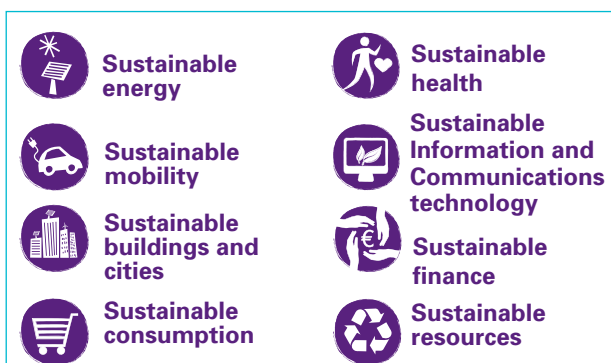 Sustainable
energy
Sustainable
mobility
Sustainable
buildings and
cities
Sustainable
consumption
Sustainable
health
Sustainable
Information and
Communications
technology
€
Sustainable
finance
Sustainable
resources